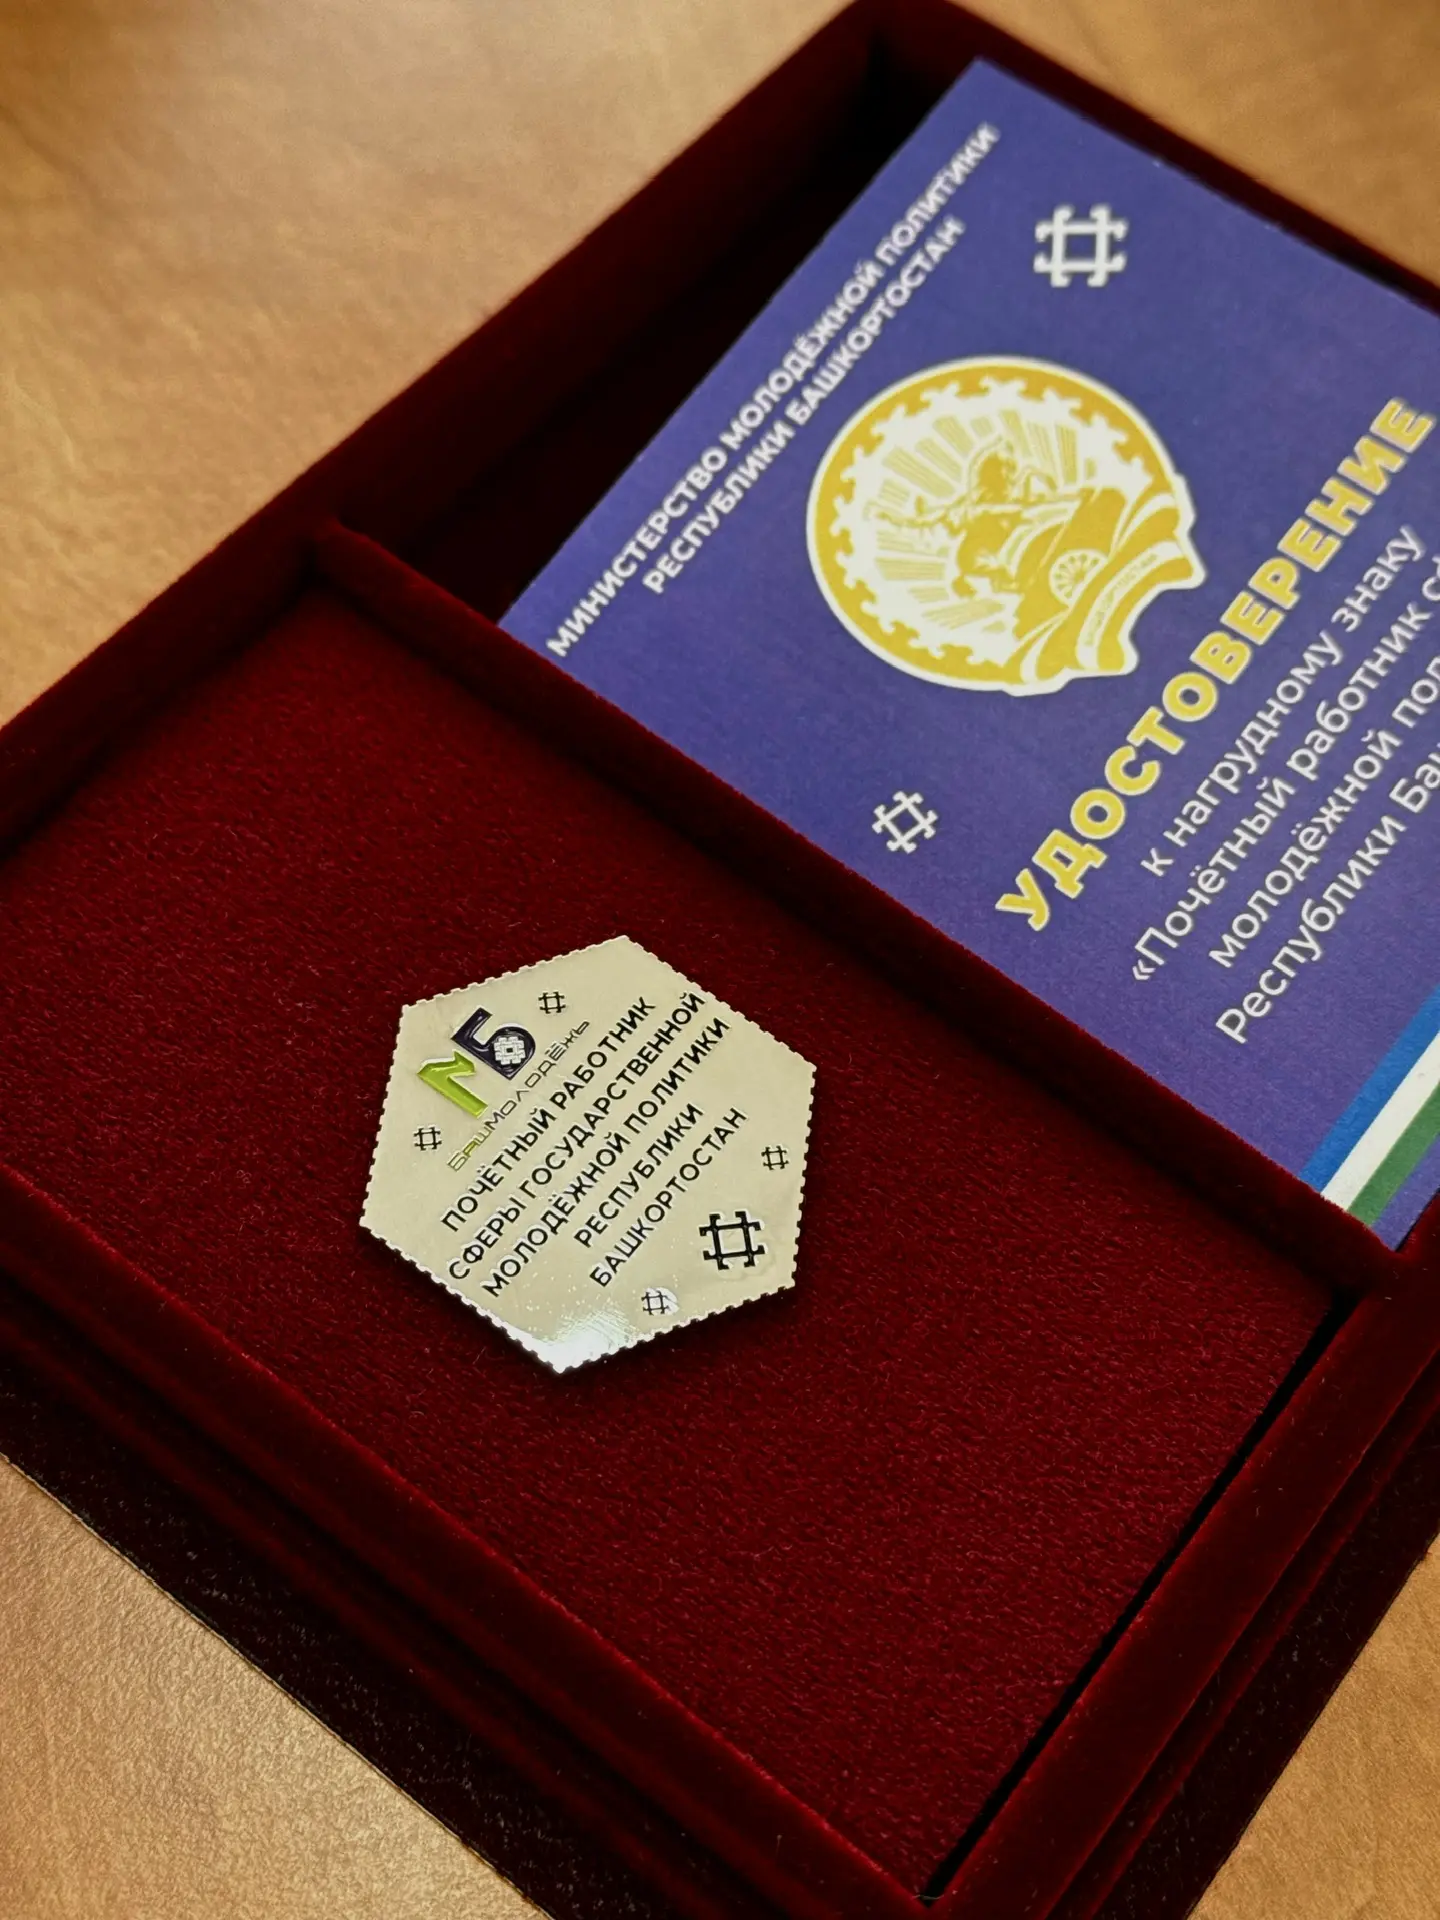 МИНИСТЕРСТВО МОЛОДЁЖНОЙ ПОЛИТИКИ
РЕСПУБЛИКИ БАШКОРТОСТАН
УДОСТОВЕРЕНИЕ
к нагрудному знаку
«Почётный работник
молодёжной
Республики
МБ
БАШМОЛОДЁЖЬ
ПОЧЁТНЫЙ РАБОТНИК
СФЕРЫ ГОСУДАРСТВЕННОЙ
МОЛОДЁЖНОЙ ПОЛИТИКИ
РЕСПУБЛИКИ
БАШКОРТОСТАН